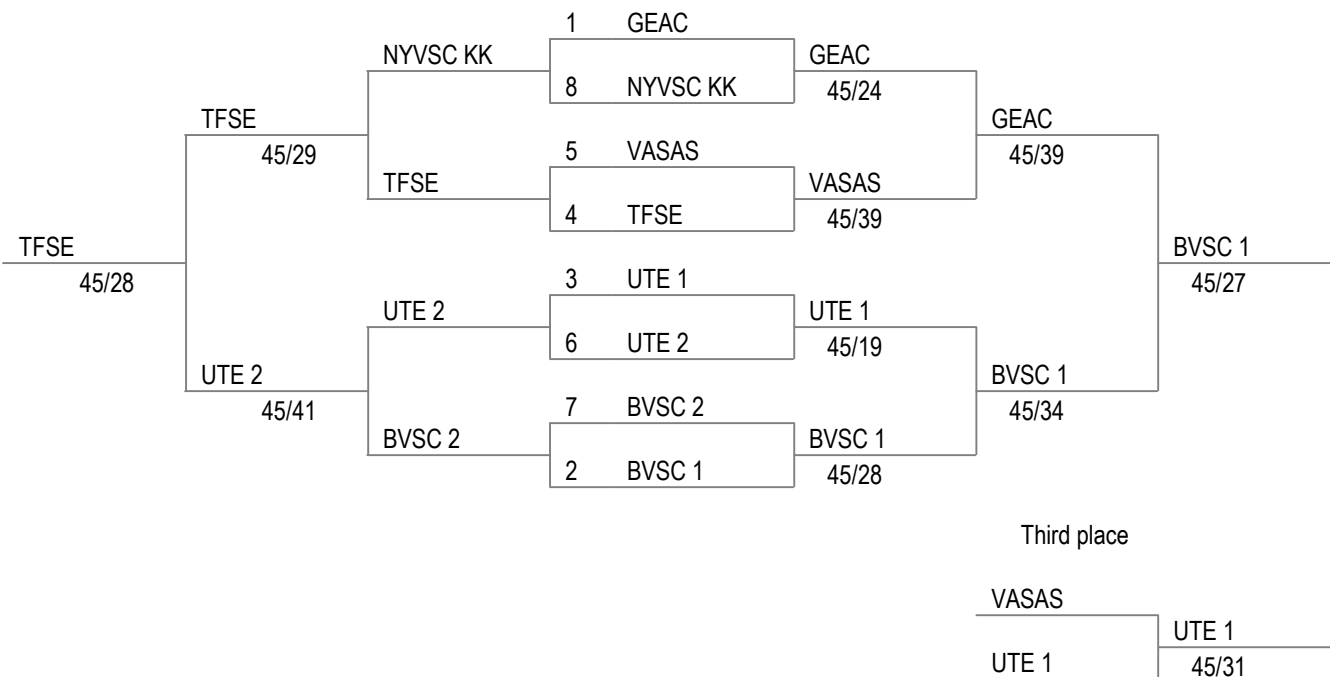 1 GEAC
NYVSC KK GEAC
8 NYVSC KK 45/24
TFSE GEAC
45/29 5 VASAS 45/39
TFSE VASAS
4 TFSE 45/39
TFSE BVSC 1
45/28 3 UTE 1 45/27
UTE 2 UTE 1
6 UTE 2 45/19
UTE 2 BVSC 1
45/41 7 BVSC 2 45/34
BVSC 2 BVSC 1
2 BVSC 1 45/28
Third place
VASAS
UTE 1
UTE 1 45/31